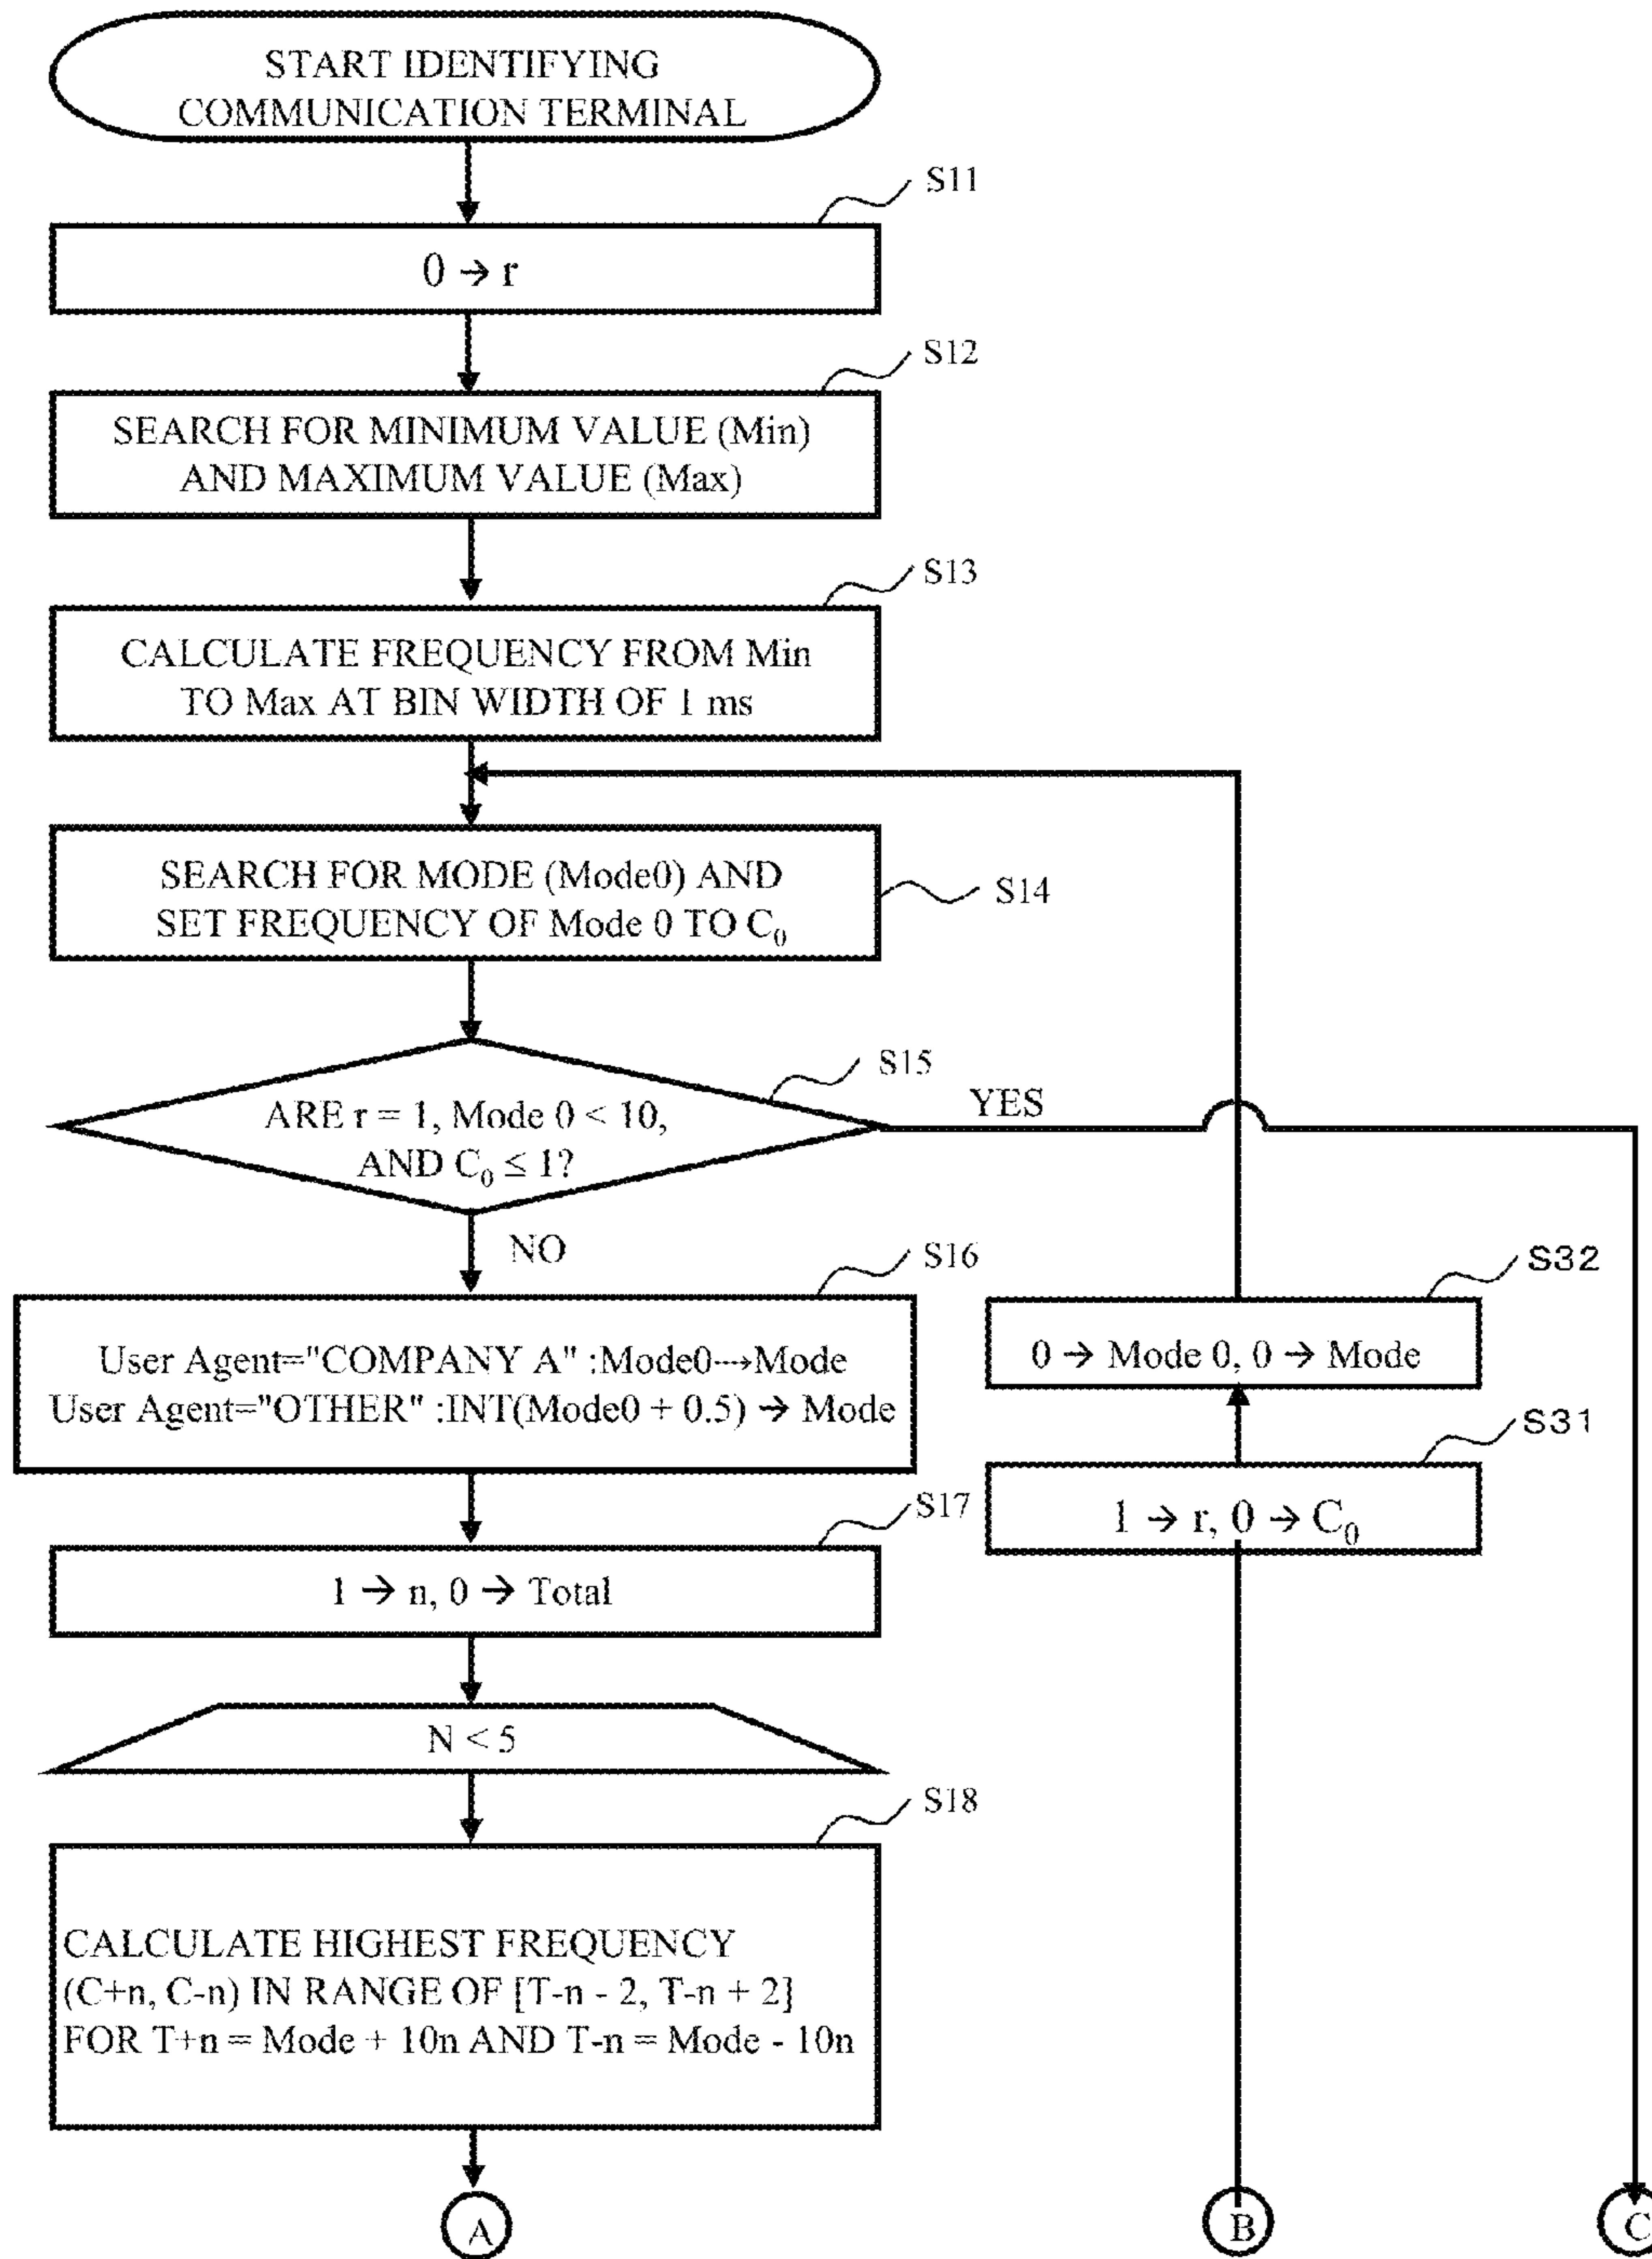 START IDENTIFYING
COMMUNICATION TERMINAL
S11
0 → r
S12
SEARCH FOR MINIMUM VALUE (Min)
AND MAXIMUM VALUE (Max)
S13
CALCULATE FREQUENCY FROM Min
TO Max AT BIN WIDTH OF 1 ms
SEARCH FOR MODE (Mode0) AND
SET FREQUENCY OF Mode 0 TO C₀
S14
S15
ARE r = 1, Mode 0 < 10,
AND C₀ ≤ 1?
YES
NO
S16
User Agent="COMPANY A" :Mode0→Mode
User Agent="OTHER" :INT(Mode0 + 0.5) → Mode
S32
0 → Mode 0, 0 → Mode
S31
1 → r, 0 → C₀
S17
1 → n, 0 → Total
N < 5
S18
CALCULATE HIGHEST FREQUENCY
(C+n, C-n) IN RANGE OF [T-n - 2, T-n + 2]
FOR T+n = Mode + 10n AND T-n = Mode - 10n
A
B
C